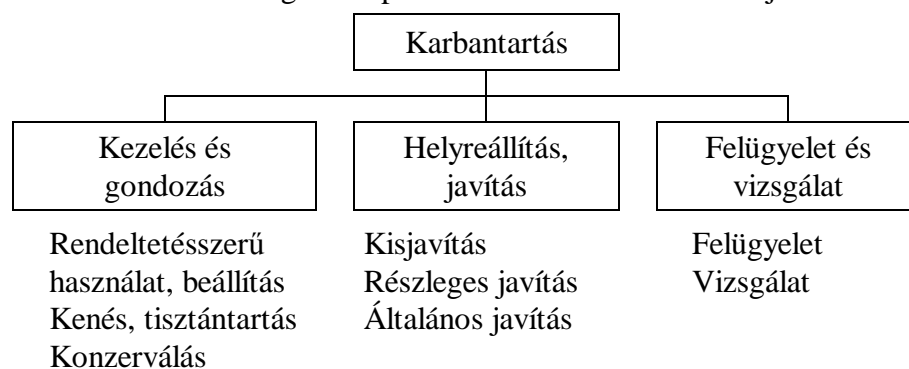 Karbantartás
Kezelés és
gondozás
Helyreállítás,
javítás
Felügyelet és
vizsgálat
Rendeltetésszerű
használat, beállítás
Kenés, tisztántartás
Konzerválás
Kisjavítás
Részleges javítás
Általános javítás
Felügyelet
Vizsgálat